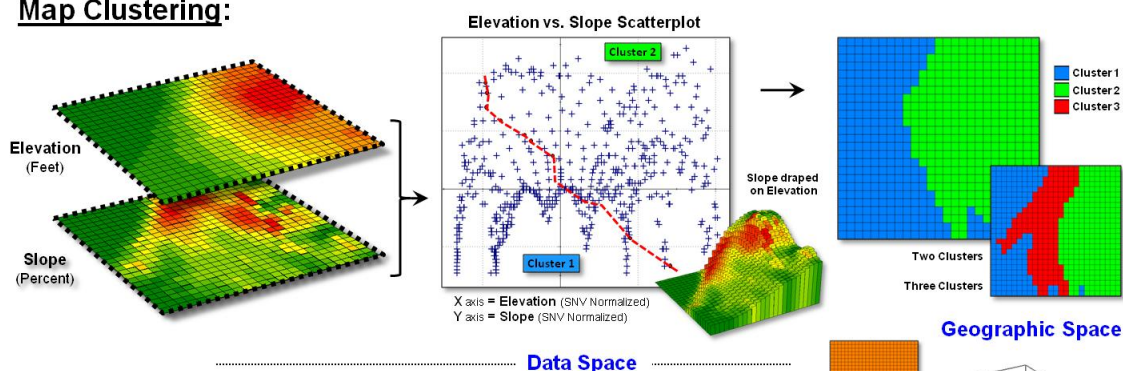 Map Clustering:
Elevation vs. Slope Scatterplot
Cluster 2
Cluster 1
Cluster 2
Cluster 3
Elevation
(Feet)
Slope draped
on Elevation
Slope
(Percent)
Cluster 1
Two Clusters
Three Clusters
X axis = Elevation (SNV Normalized)
Y axis = Slope (SNV Normalized)
Geographic Space
Data Space